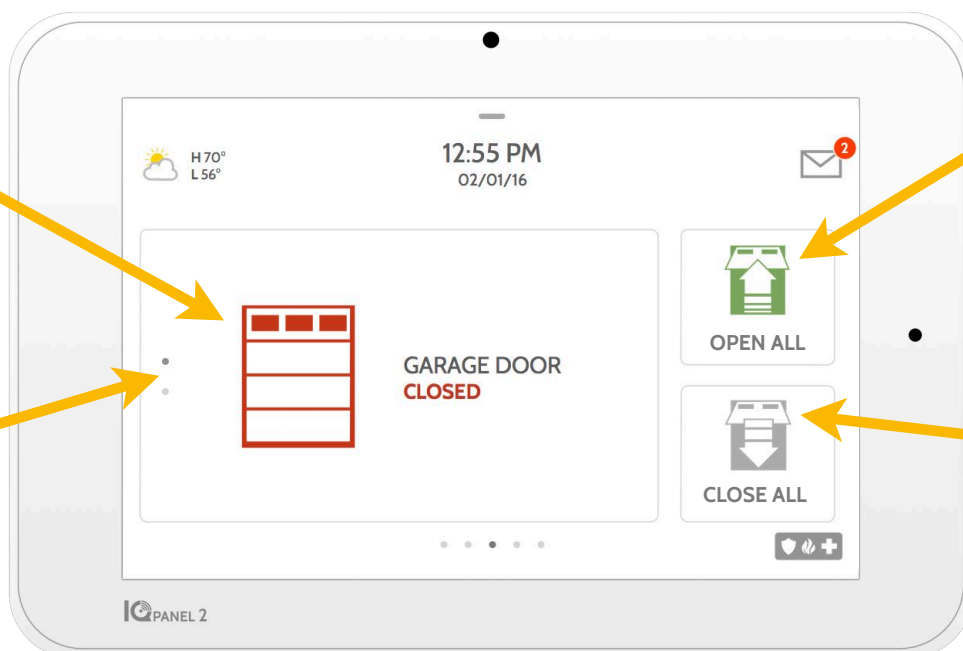 12:55 PM
02/01/16
H 70°
L 56°
2
GARAGE DOOR
CLOSED
OPEN ALL
CLOSE ALL
IQ PANEL 2